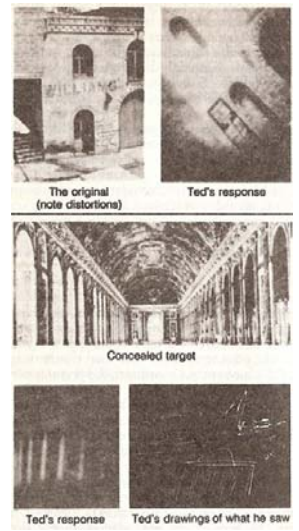 WILLIAMS
The original
(note distortions)
Ted's response
Concealed target
Ted's response
Ted's drawings of what he saw